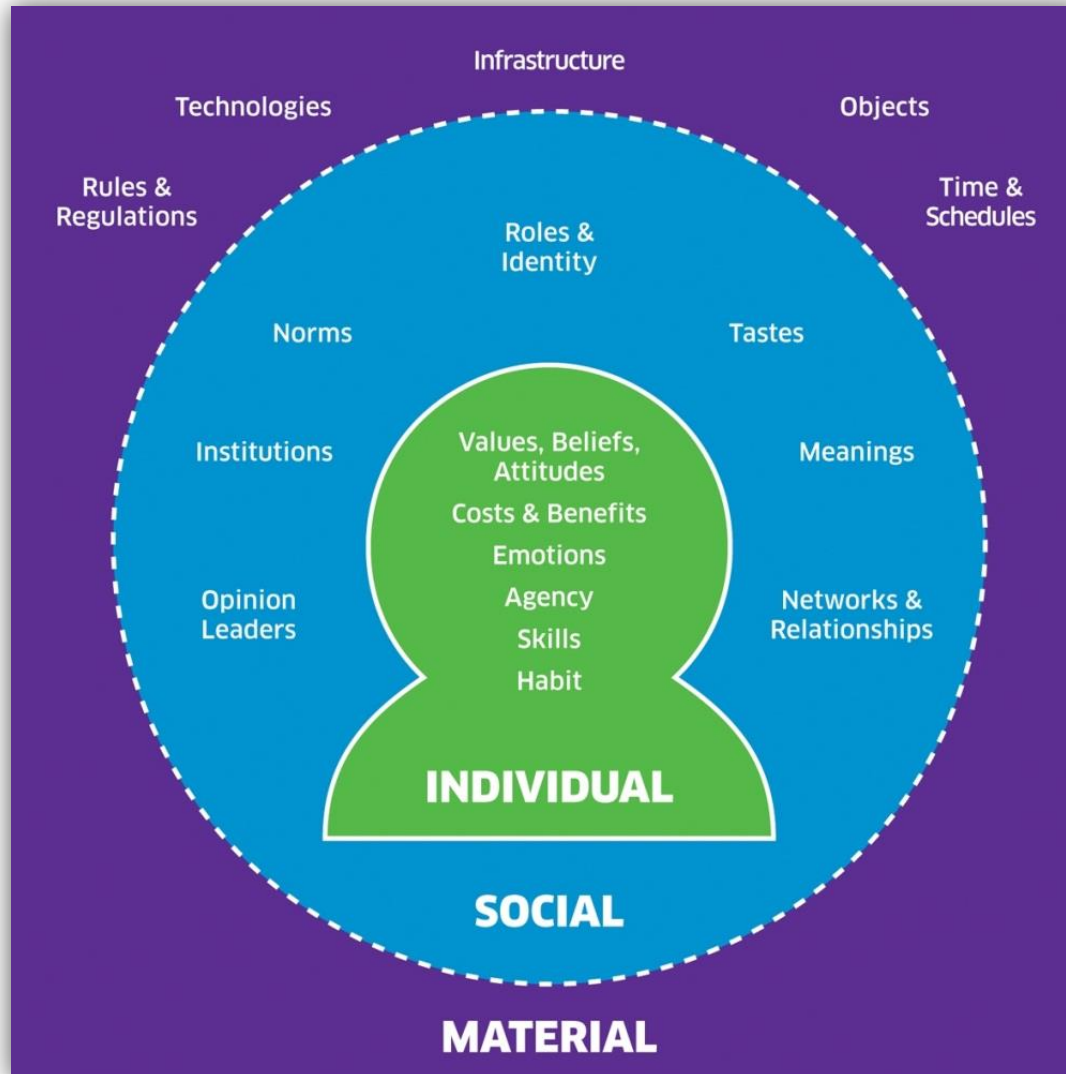 Infrastructure
Technologies
Objects
Rules &
Regulations
Time &
Schedules
Roles &
Identity
Norms
Tastes
Institutions
Meanings
Values, Beliefs,
Attitudes
Costs & Benefits
Emotions
Agency
Skills
Habit
Opinion
Leaders
Networks &
Relationships
INDIVIDUAL
SOCIAL
MATERIAL